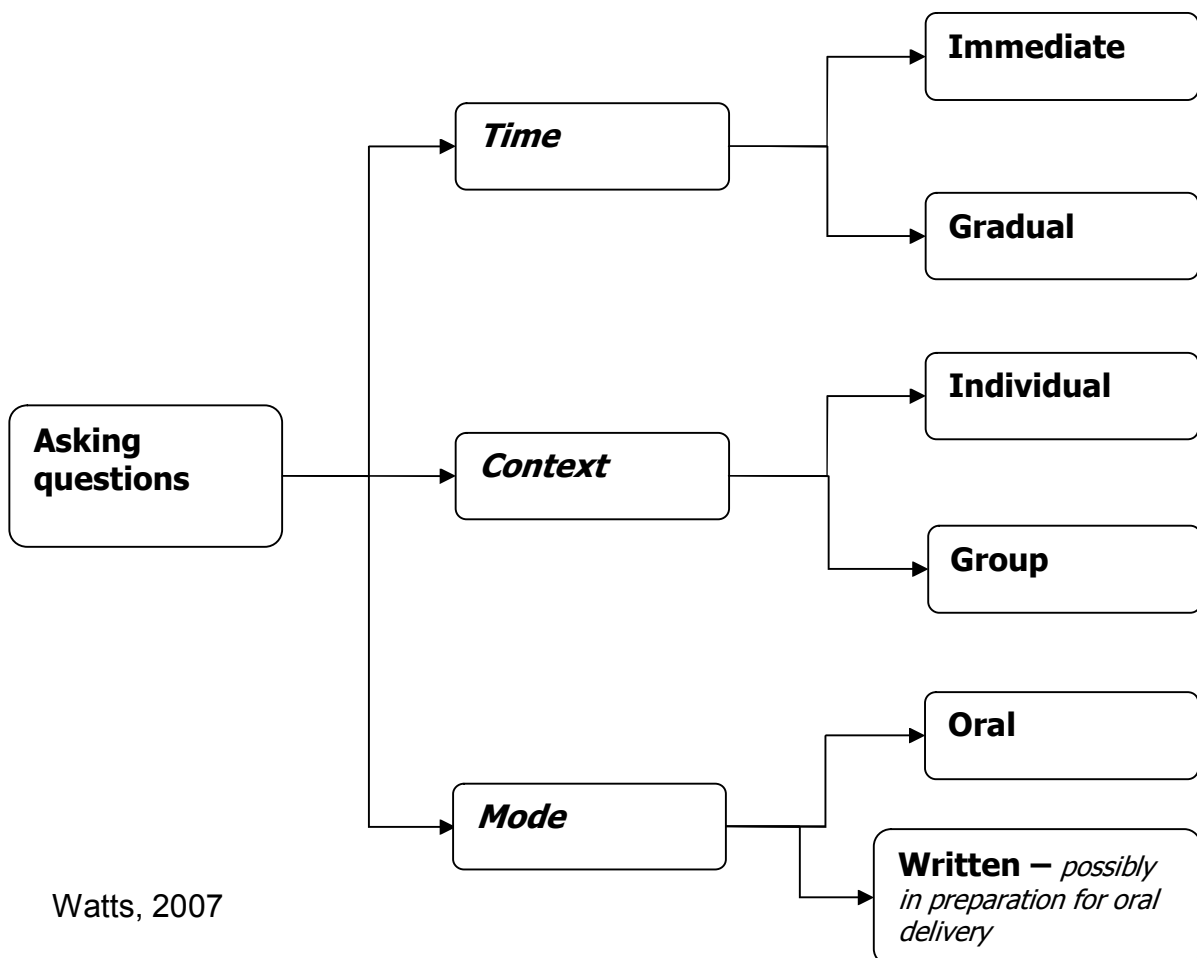 Asking
questions
Time
Immediate
Gradual
Context
Individual
Group
Mode
Oral
Written – possibly
in preparation for oral
delivery
Watts, 2007